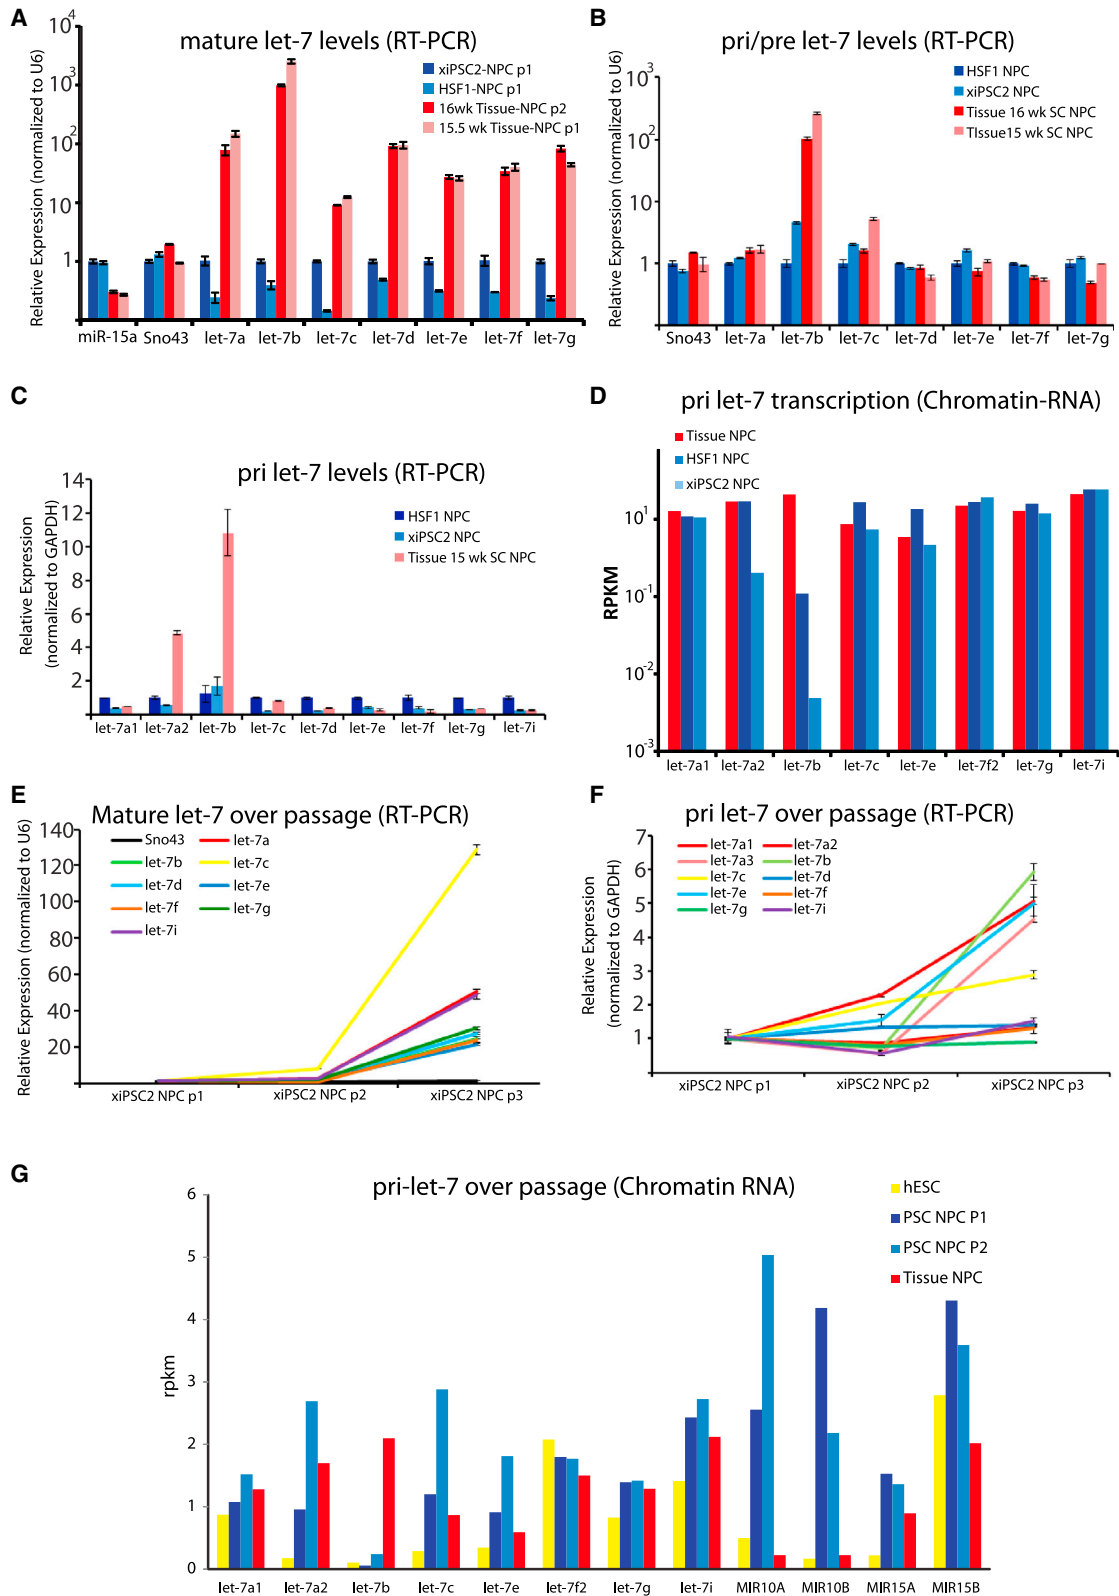 A
mature let-7 levels (RT-PCR)
Relative Expression (normalized to U6)
10^4
10^3
10^2
10
1
xiPSC2-NPC p1
HSF1-NPC p1
16wk Tissue-NPC p2
15.5 wk Tissue-NPC p1
miR-15a Sno43 let-7a let-7b let-7c let-7d let-7e let-7f let-7g
B
pri/pre let-7 levels (RT-PCR)
Relative Expression (normalized to U6)
10^3
10^2
10
1
HSF1 NPC
xiPSC2 NPC
Tissue 16 wk SC NPC
TIssue15 wk SC NPC
Sno43 let-7a let-7b let-7c let-7d let-7e let-7f let-7g
C
pri let-7 levels (RT-PCR)
Relative Expression
(normalized to GAPDH)
14
12
10
8
6
4
2
HSF1 NPC
xiPSC2 NPC
Tissue 15 wk SC NPC
let-7a1 let-7a2 let-7b let-7c let-7d let-7e let-7f let-7g let-7i
D
pri let-7 transcription (Chromatin-RNA)
Tissue NPC
HSF1 NPC
xiPSC2 NPC
RPKM
10^1
10^-1
10^-2
10^-3
let-7a1 let-7a2 let-7b let-7c let-7e let-7f2 let-7g let-7i
E
Mature let-7 over passage (RT-PCR)
Relative Expression (normalized to U6)
140
120
100
80
60
40
20
Sno43 let-7a
let-7b let-7c
let-7d let-7e
let-7f let-7g
let-7i
xiPSC2 NPC p1 xiPSC2 NPC p2 xiPSC2 NPC p3
F
pri let-7 over passage (RT-PCR)
Relative Expression
(normalized to GAPDH)
7
6
5
4
3
2
1
let-7a1 let-7a2
let-7a3 let-7b
let-7c let-7d
let-7e let-7f
let-7g let-7i
xiPSC2 NPC p1 xiPSC2 NPC p2 xiPSC2 NPC p3
G
pri-let-7 over passage (Chromatin RNA)
rpkm
6
5
4
3
2
1
0
hESC
PSC NPC P1
PSC NPC P2
Tissue NPC
let-7a1 let-7a2 let-7b let-7c let-7e let-7f2 let-7g let-7i MIR10A MIR10B MIR15A MIR15B